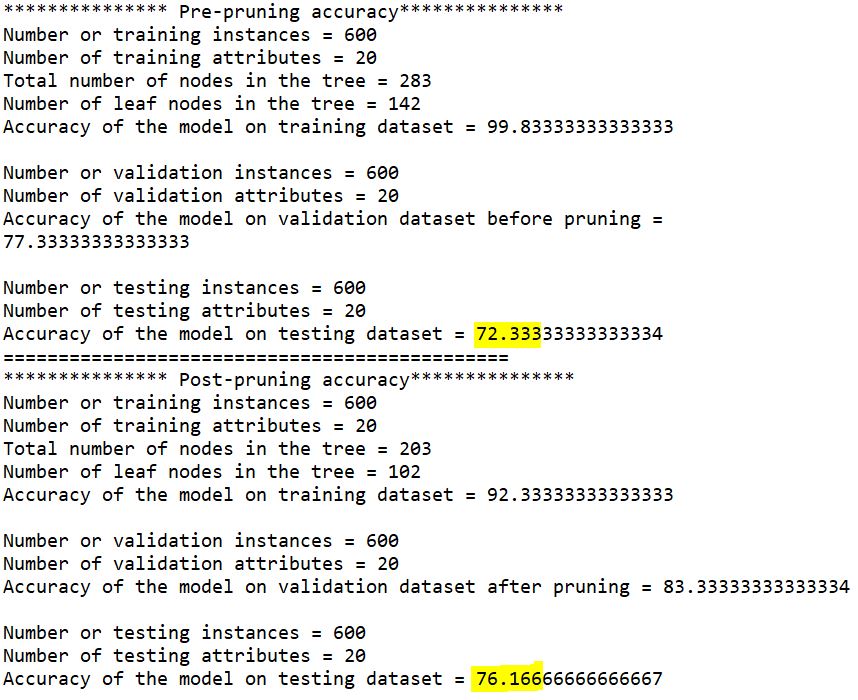 *************** Pre-pruning accuracy***************
Number or training instances = 600
Number of training attributes = 20
Total number of nodes in the tree = 283
Number of leaf nodes in the tree = 142
Accuracy of the model on training dataset = 99.83333333333333
Number or validation instances = 600
Number of validation attributes = 20
Accuracy of the model on validation dataset before pruning =
77.33333333333333
Number or testing instances = 600
Number of testing attributes = 20
Accuracy of the model on testing dataset = 72.33333333333334
==============================================
*************** Post-pruning accuracy***************
Number or training instances = 600
Number of training attributes = 20
Total number of nodes in the tree = 203
Number of leaf nodes in the tree = 102
Accuracy of the model on training dataset = 92.33333333333333
Number or validation instances = 600
Number of validation attributes = 20
Accuracy of the model on validation dataset after pruning = 83.33333333333334
Number or testing instances = 600
Number of testing attributes = 20
Accuracy of the model on testing dataset = 76.16666666666667